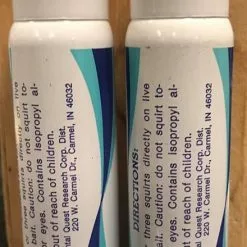 three squirts directly on live
bait. Caution: do not squirt to-
or eyes. Contains isopropyl al-
out of reach of children.
tal Quest Research Corp. Dist.
220 W. Carmel Dr., Carmel, IN 46032
DIRECTIONS:
three squirts directly on live
bait. Caution: do not squirt to-
eyes. Contains isopropyl al-
t of reach of children.
Quest Research Corp. Dist.
220 W. Carmel Dr., Carmel, IN 46032